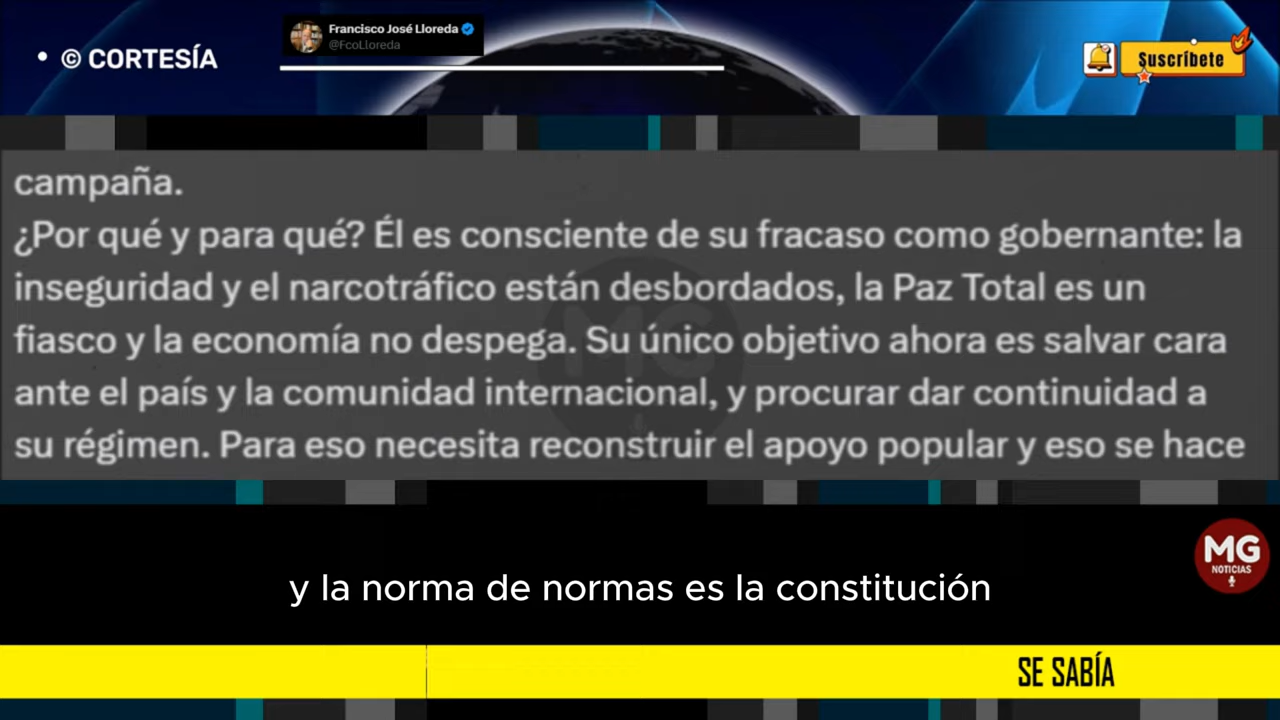 • © CORTESÍA
Francisco José Lloreda
@FcoLloreda
Suscríbete
campaña.
¿Por qué y para qué? Él es consciente de su fracaso como gobernante: la
inseguridad y el narcotráfico están desbordados, la Paz Total es un
fiasco y la economía no despega. Su único objetivo ahora es salvar cara
ante el país y la comunidad internacional, y procurar dar continuidad a
su régimen. Para eso necesita reconstruir el apoyo popular y eso se hace
MG
MG
NOTICIAS
y la norma de normas es la constitución
SE SABÍA